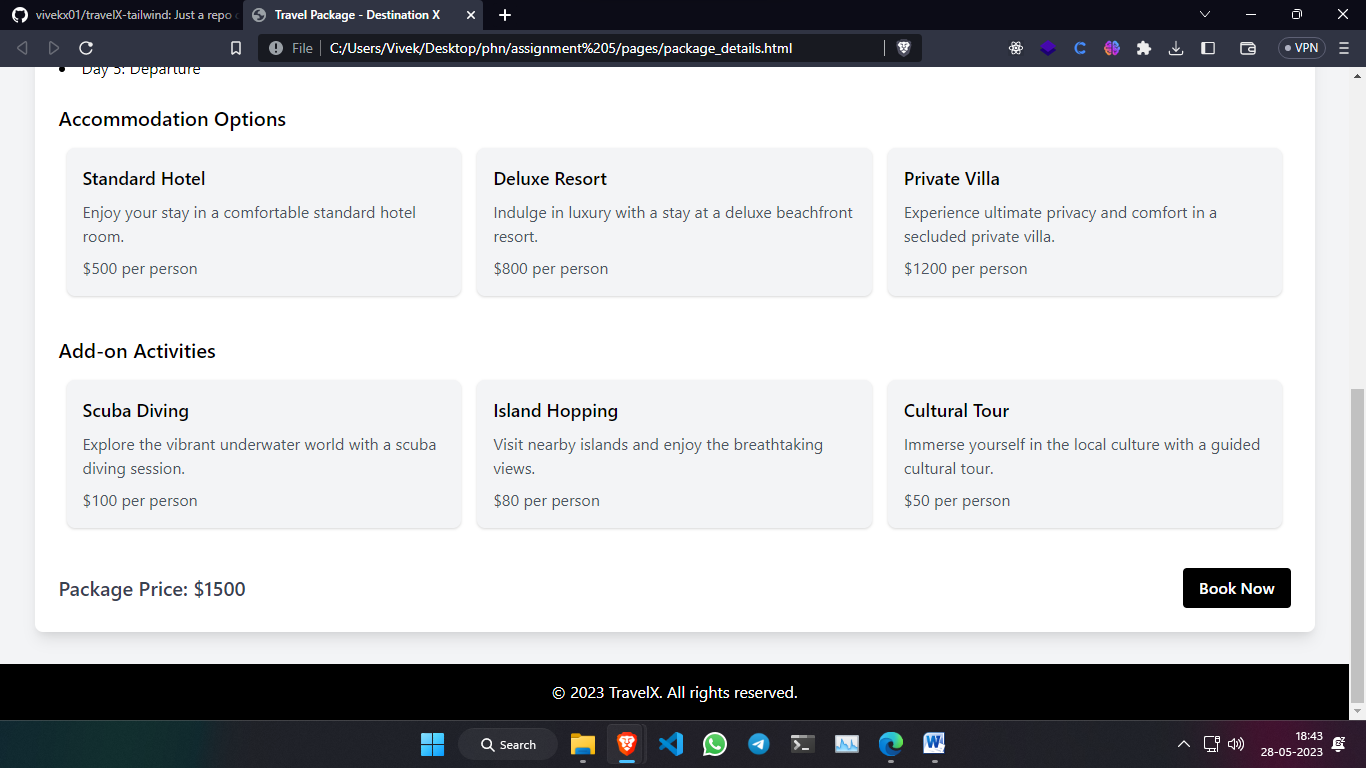 vivekx01/travelX-tailwind: Just a repo
Travel Package - Destination X
File
C:/Users/Vivek/Desktop/phn/assignment%205/pages/package_details.html
VPN
Day 5: Departure
Accommodation Options
Standard Hotel
Enjoy your stay in a comfortable standard hotel
room.
$500 per person
Deluxe Resort
Indulge in luxury with a stay at a deluxe beachfront
resort.
$800 per person
Private Villa
Experience ultimate privacy and comfort in a
secluded private villa.
$1200 per person
Add-on Activities
Scuba Diving
Explore the vibrant underwater world with a scuba
diving session.
$100 per person
Island Hopping
Visit nearby islands and enjoy the breathtaking
views.
$80 per person
Cultural Tour
Immerse yourself in the local culture with a guided
cultural tour.
$50 per person
Package Price: $1500
Book Now
© 2023 TravelX. All rights reserved.
Search
18:43
28-05-2023